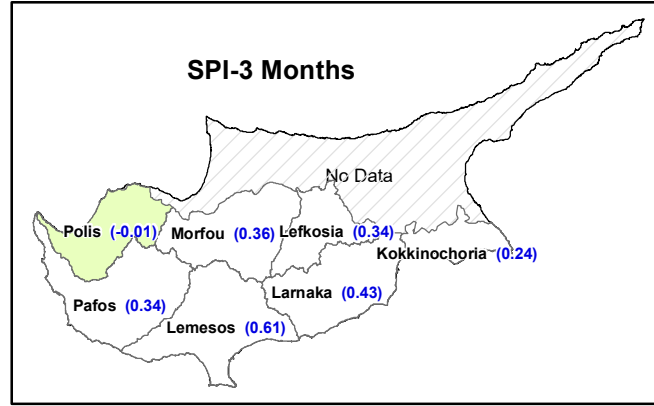 SPI-3 Months
No Data
Polis (-0.01)
Morfou (0.36)
Lefkosia (0.34)
Kokkinochoria (0.24)
Pafos (0.34)
Larnaka (0.43)
Lemesos (0.61)